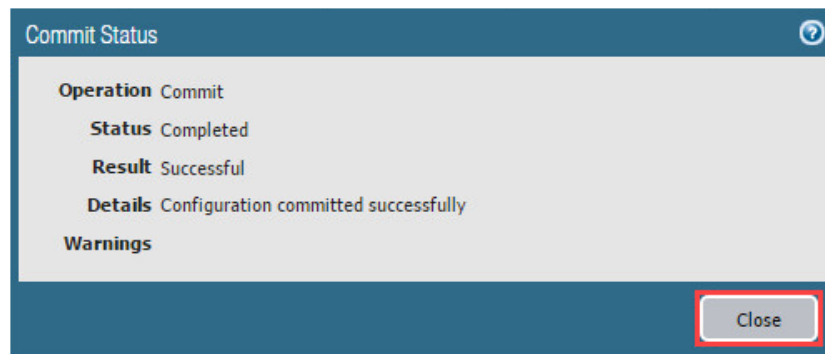 Commit Status
Operation Commit
Status Completed
Result Successful
Details Configuration committed successfully
Warnings
Close